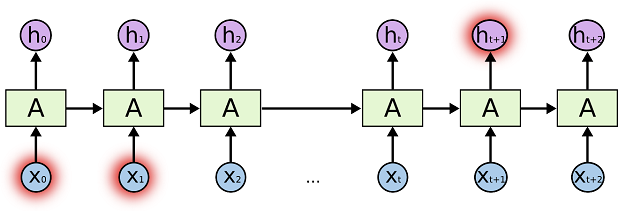 h₀ h₁ h₂ hₜ hₜ₊₁ hₜ₊₂
A A A A A A
x₀ x₁ x₂ ... xₜ xₜ₊₁ xₜ₊₂